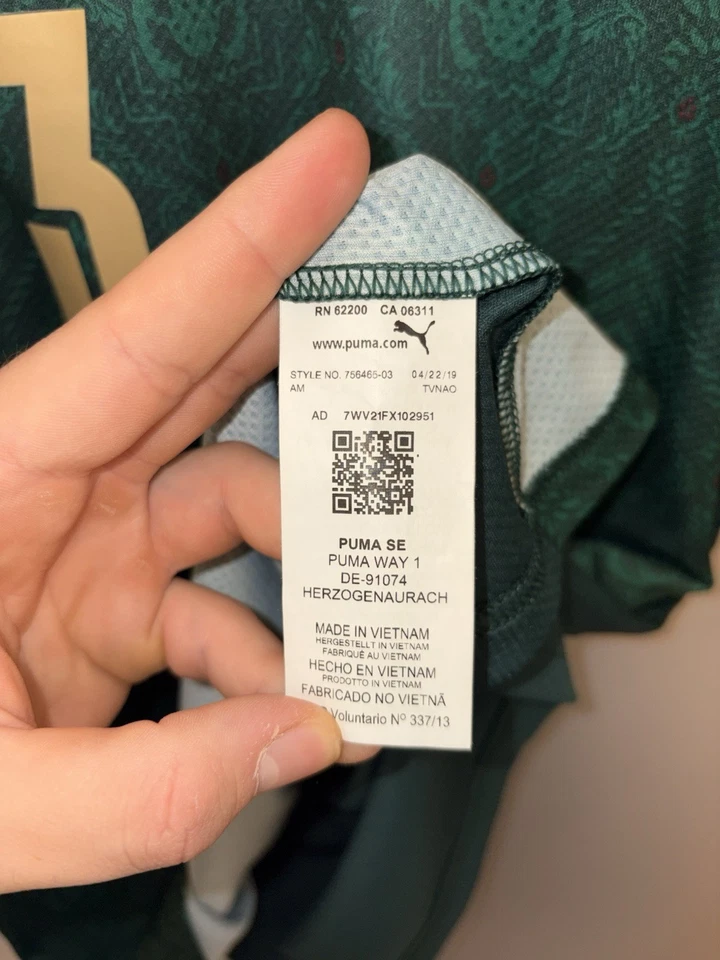 RN 62200 CA 06311
www.puma.com
STYLE NO. 756465-03 04/22/19
AM TVNAO
AD 7WV21FX102951
PUMA SE
PUMA WAY 1
DE-91074
HERZOGENAURACH
MADE IN VIETNAM
HERGESTELLT IN VIETNAM
FABRIQUÉ AU VIETNAM
HECHO EN VIETNAM
PRODOTTO IN VIETNAM
FABRICADO NO VIETNÃ
Voluntario Nº 337/13